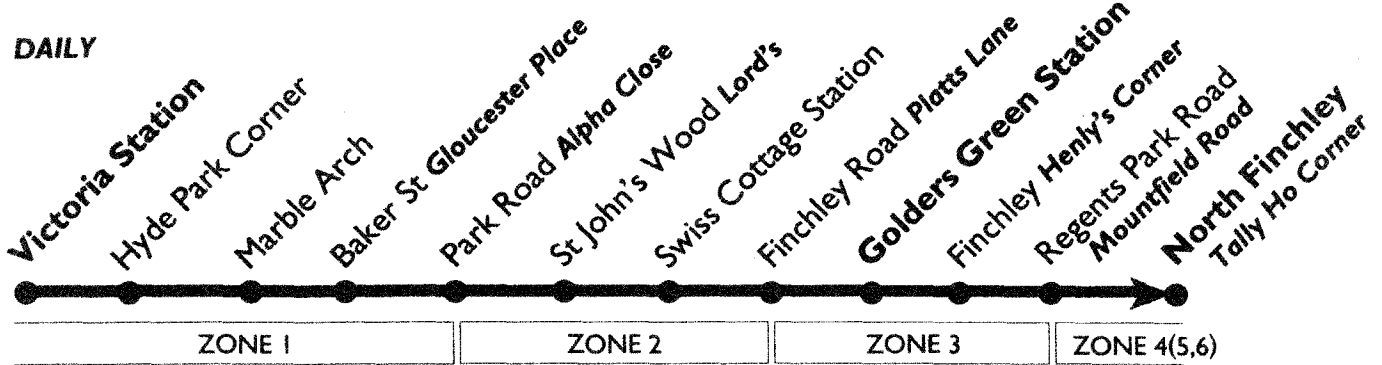 DAILY
Victoria Station
Hyde Park Corner
Marble Arch
Baker St Gloucester Place
Park Road Alpha Close
St John's Wood Lord's
Swiss Cottage Station
Finchley Road Platts Lane
Golders Green Station
Finchley Henly's Corner
Regents Park Road
Mountfield Road
North Finchley
Tally Ho Corner
ZONE 1
ZONE 2
ZONE 3
ZONE 4(5,6)